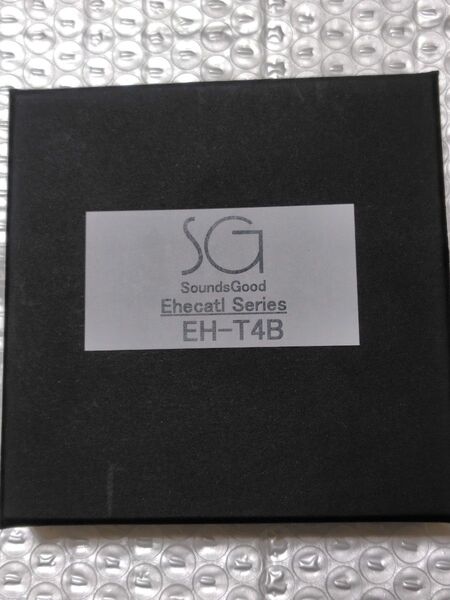 SG
SoundsGood
Ehecatl Series
EH-T4B